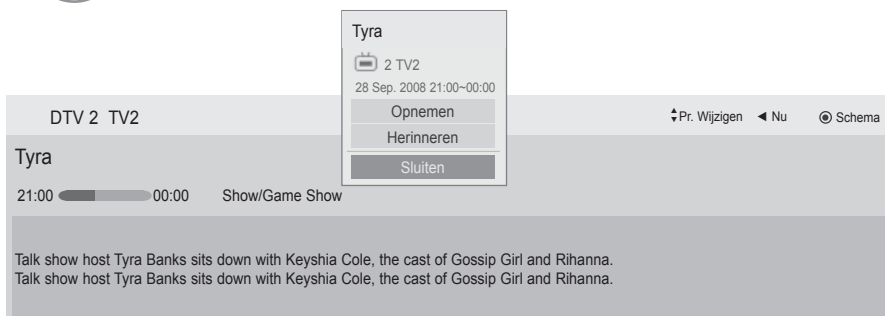 Tyra
2 TV2
28 Sep. 2008 21:00~00:00
Opnemen
Herinneren
Sluiten
DTV 2 TV2
Pr. Wijzigen ◄ Nu Schema
Tyra
21:00 00:00 Show/Game Show
Talk show host Tyra Banks sits down with Keyshia Cole, the cast of Gossip Girl and Rihanna.
Talk show host Tyra Banks sits down with Keyshia Cole, the cast of Gossip Girl and Rihanna.